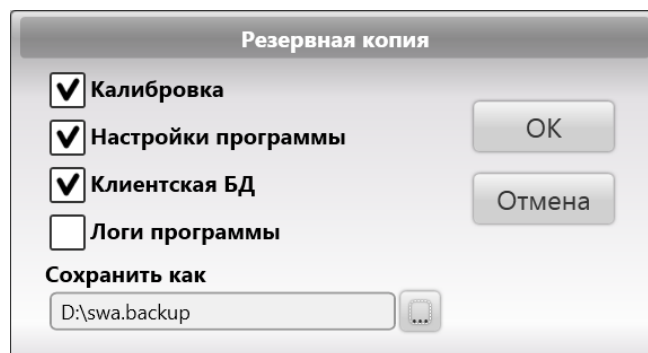 Резервная копия
Калибровка
Настройки программы
OK
Клиентская БД
Отмена
Логи программы
Сохранить как
D:\swa.backup
...